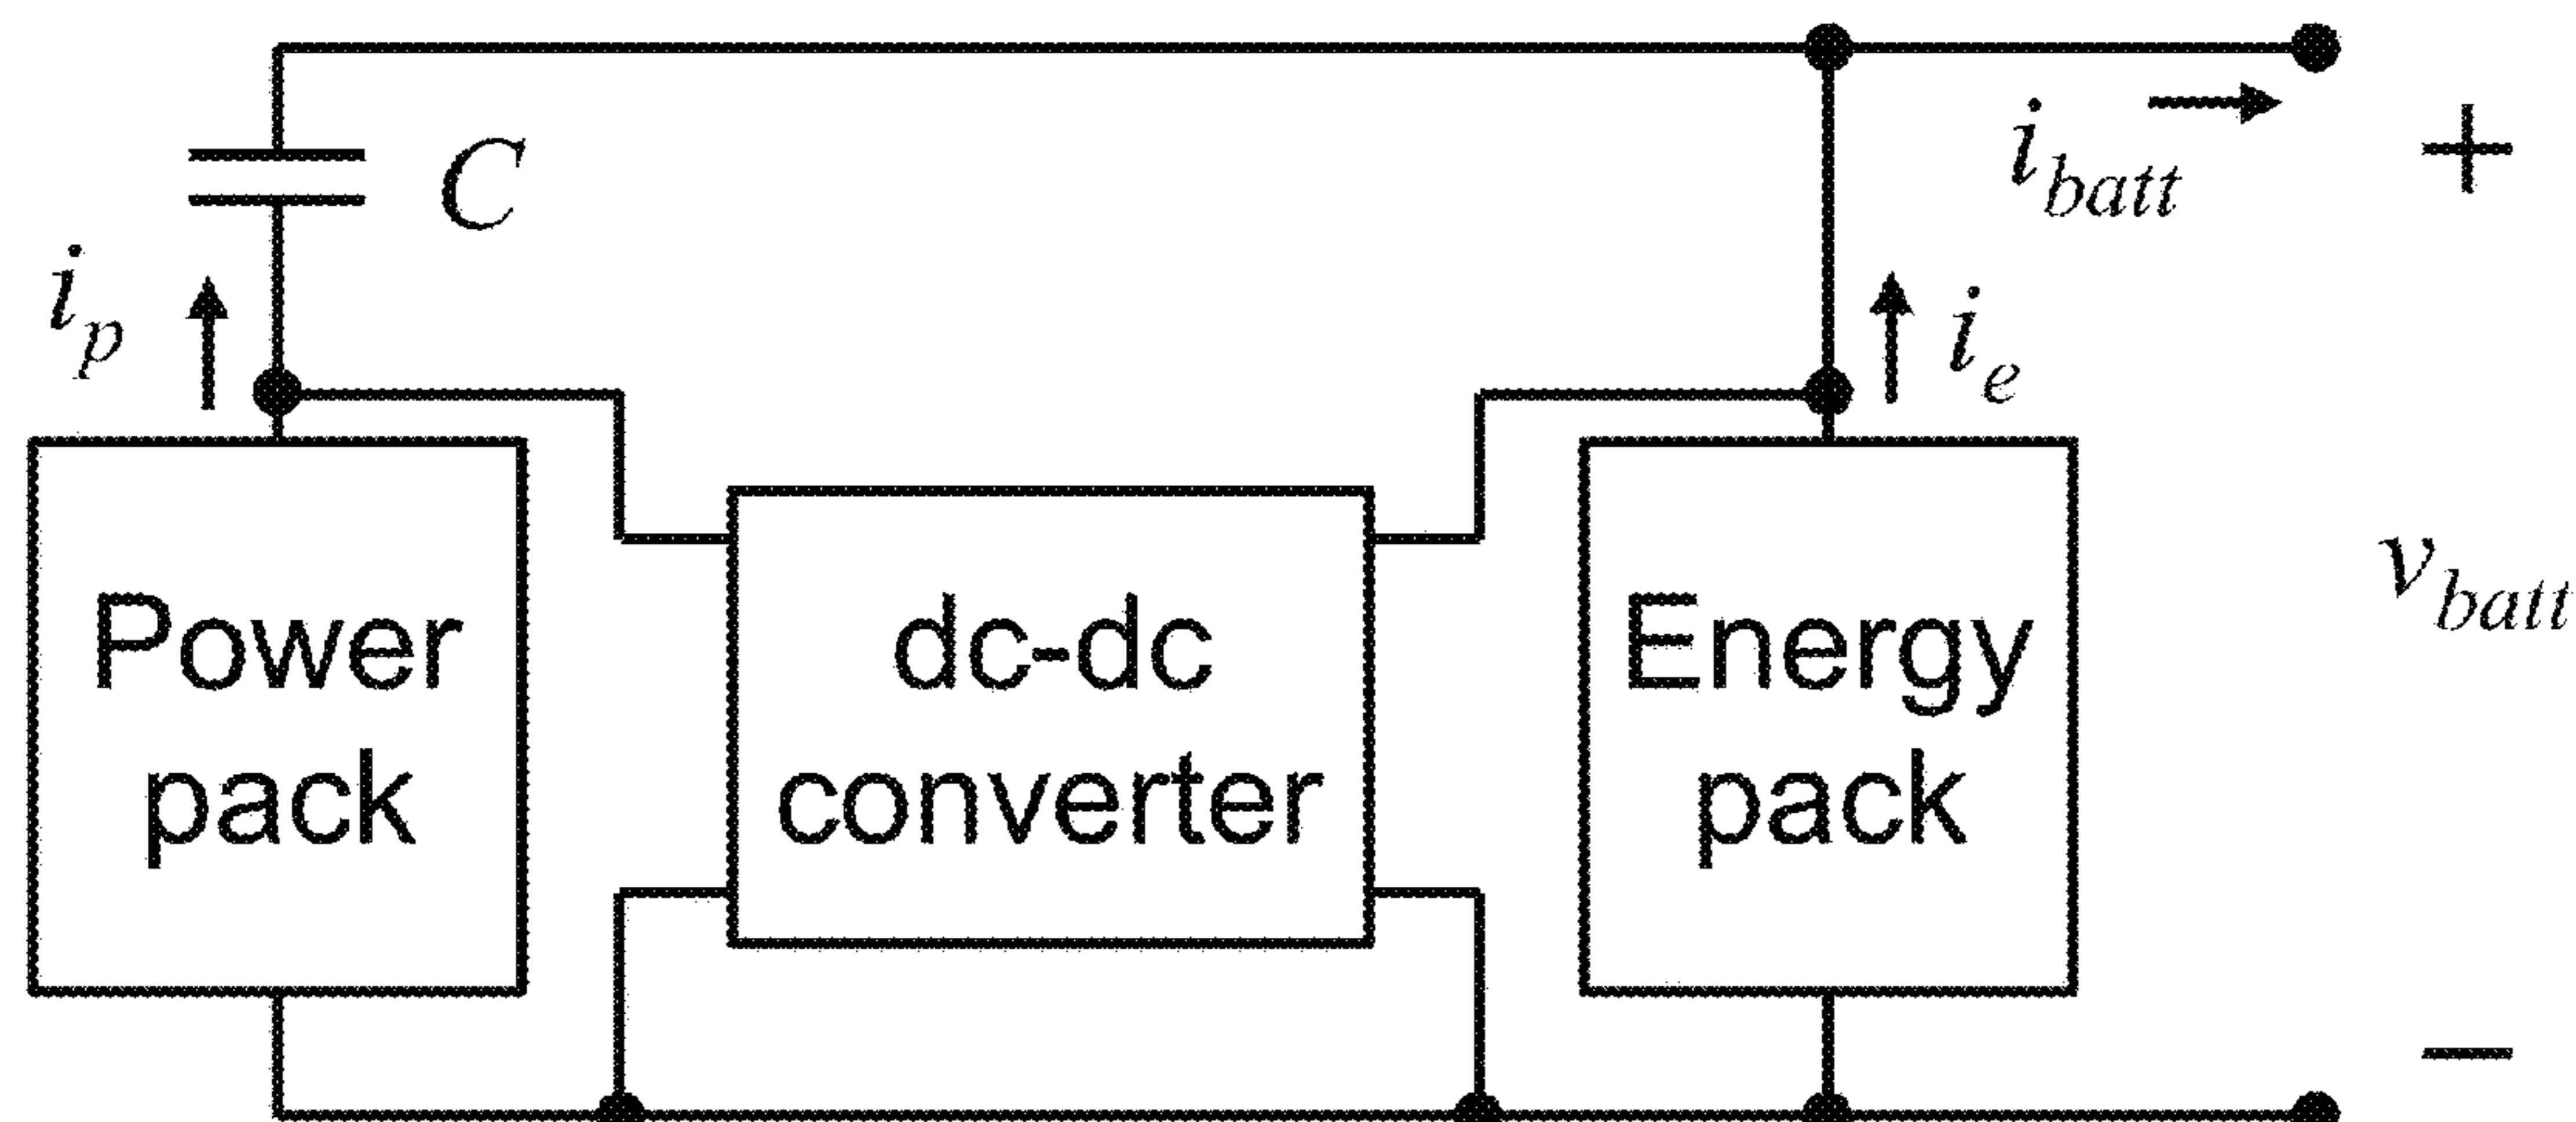 C
i_batt
+
i_p
i_e
Power
pack
dc-dc
converter
Energy
pack
v_batt
−